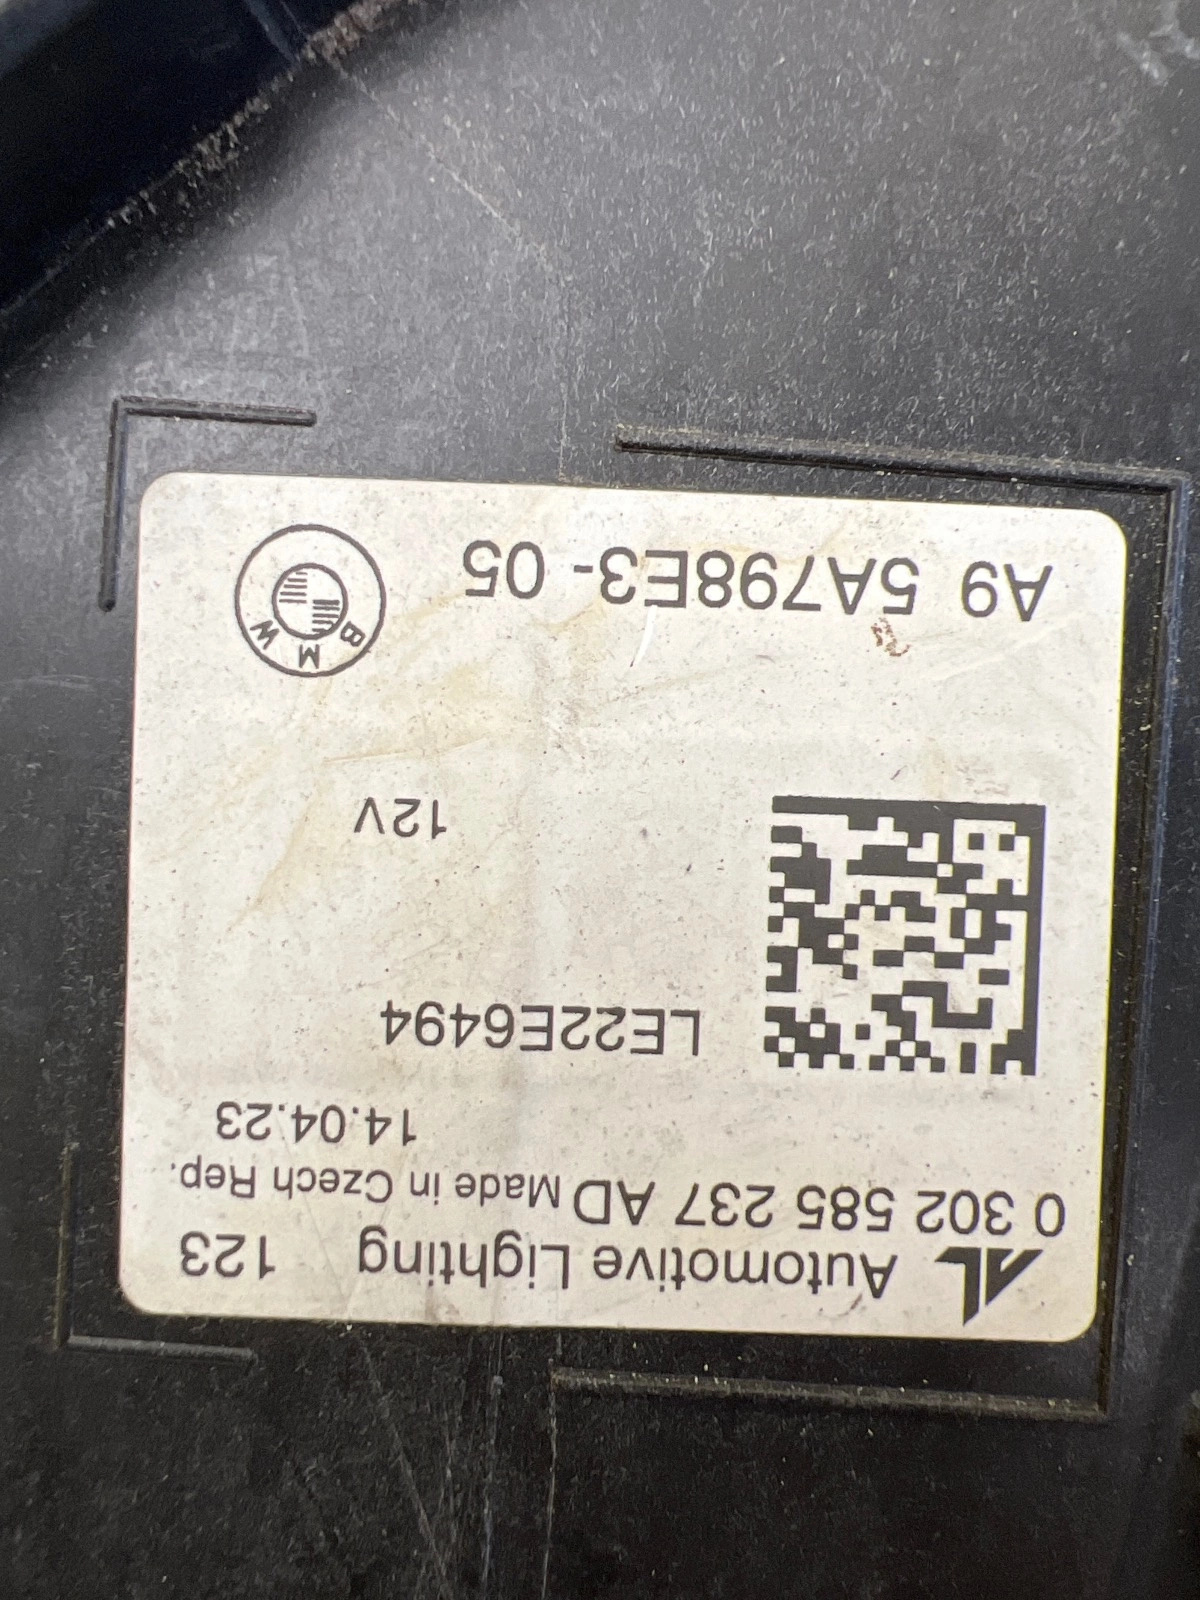 Automotive Lighting 123
0 302 585 237 AD Made in Czech Rep.
14.04.23
LE22E6494
12V
A9 5A798E3-05
BMW